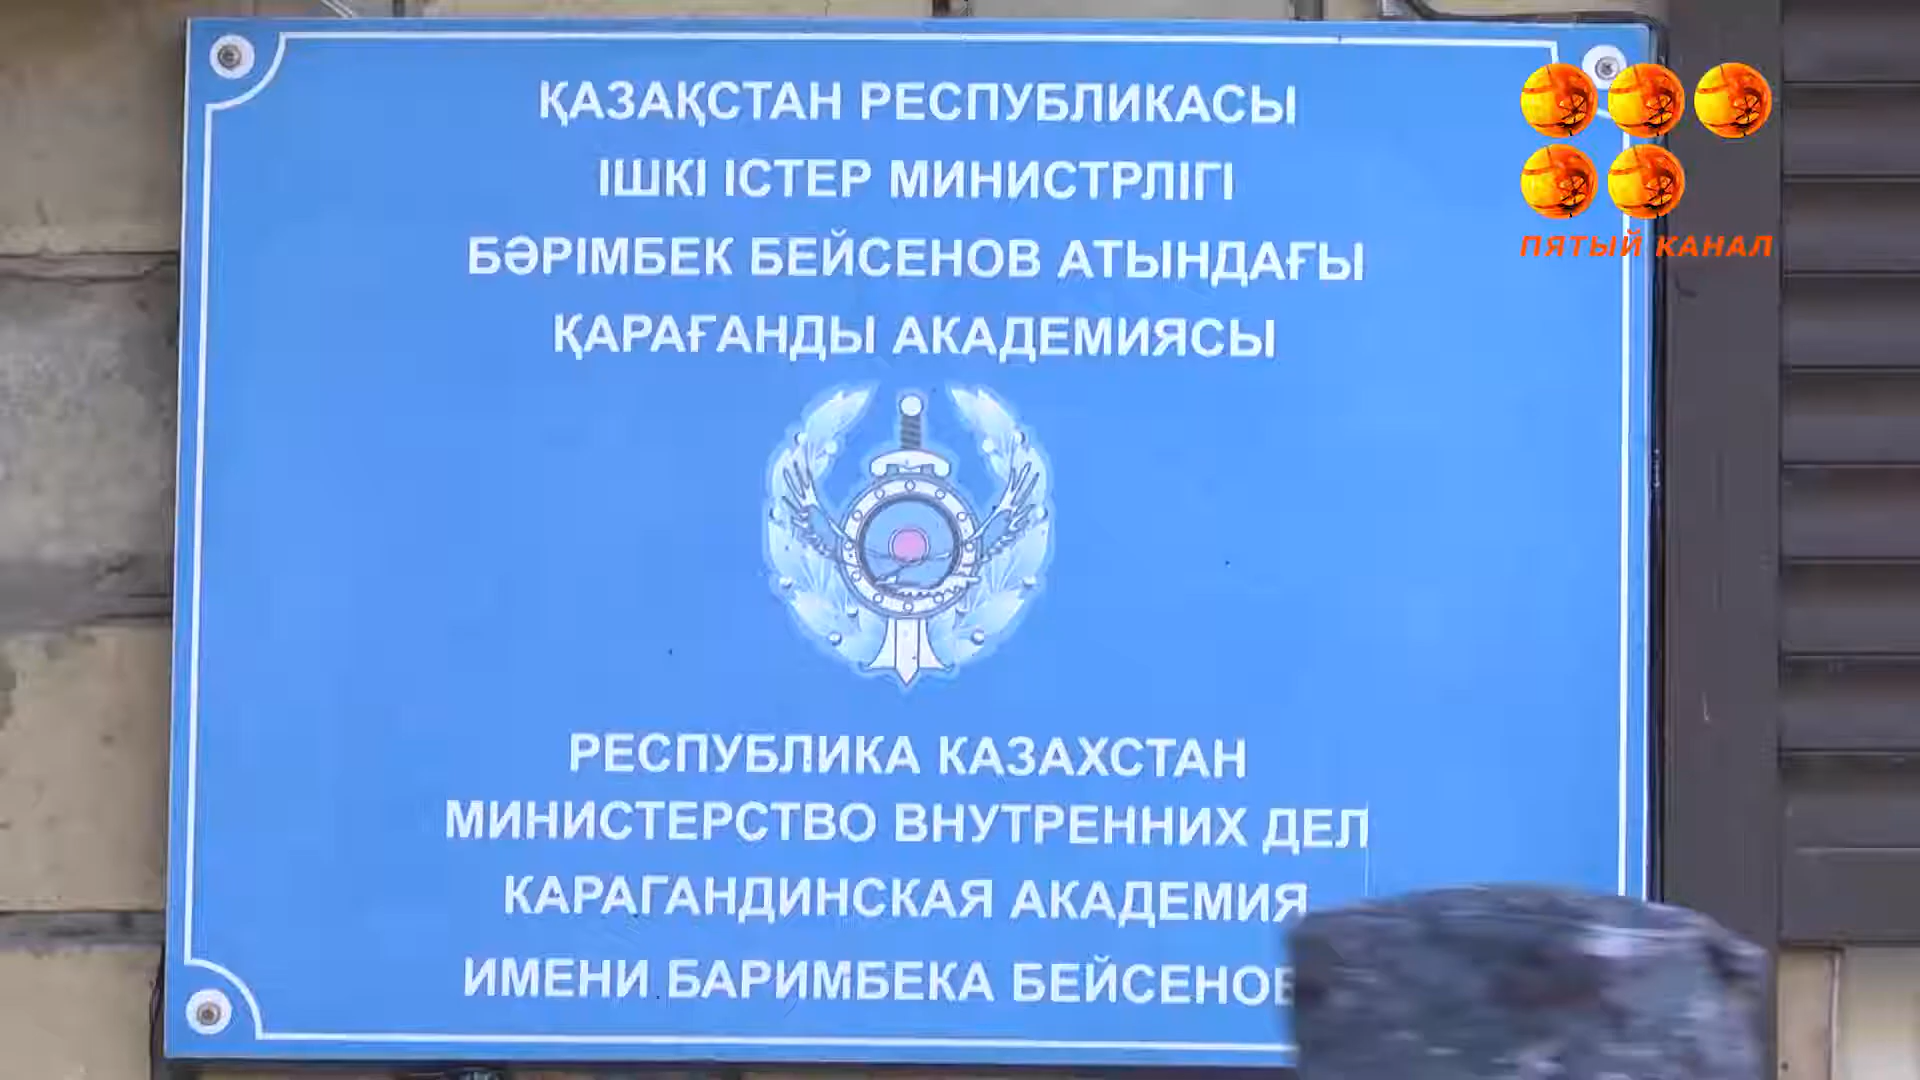 ҚАЗАҚСТАН РЕСПУБЛИКАСЫ
ІШКІ ІСТЕР МИНИСТРЛІГІ
БӘРІМБЕК БЕЙСЕНОВ АТЫНДАҒЫ
ҚАРАҒАНДЫ АКАДЕМИЯСЫ
ПЯТЫЙ КАНАЛ
РЕСПУБЛИКА КАЗАХСТАН
МИНИСТЕРСТВО ВНУТРЕННИХ ДЕЛ
КАРАГАНДИНСКАЯ АКАДЕМИЯ
ИМЕНИ БАРИМБЕКА